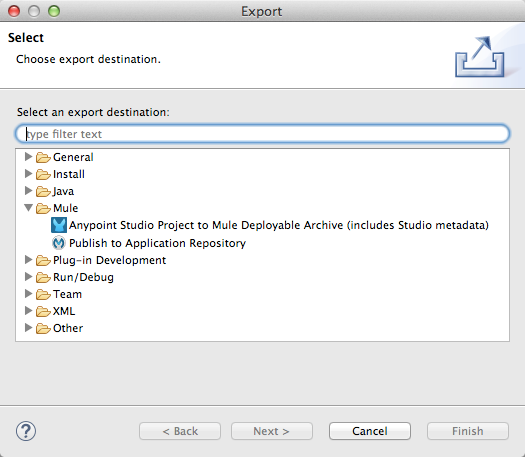 Export
Select
Choose export destination.
Select an export destination:
type filter text
General
Install
Java
Mule
Anypoint Studio Project to Mule Deployable Archive (includes Studio metadata)
Publish to Application Repository
Plug-in Development
Run/Debug
Team
XML
Other
?
< Back
Next >
Cancel
Finish